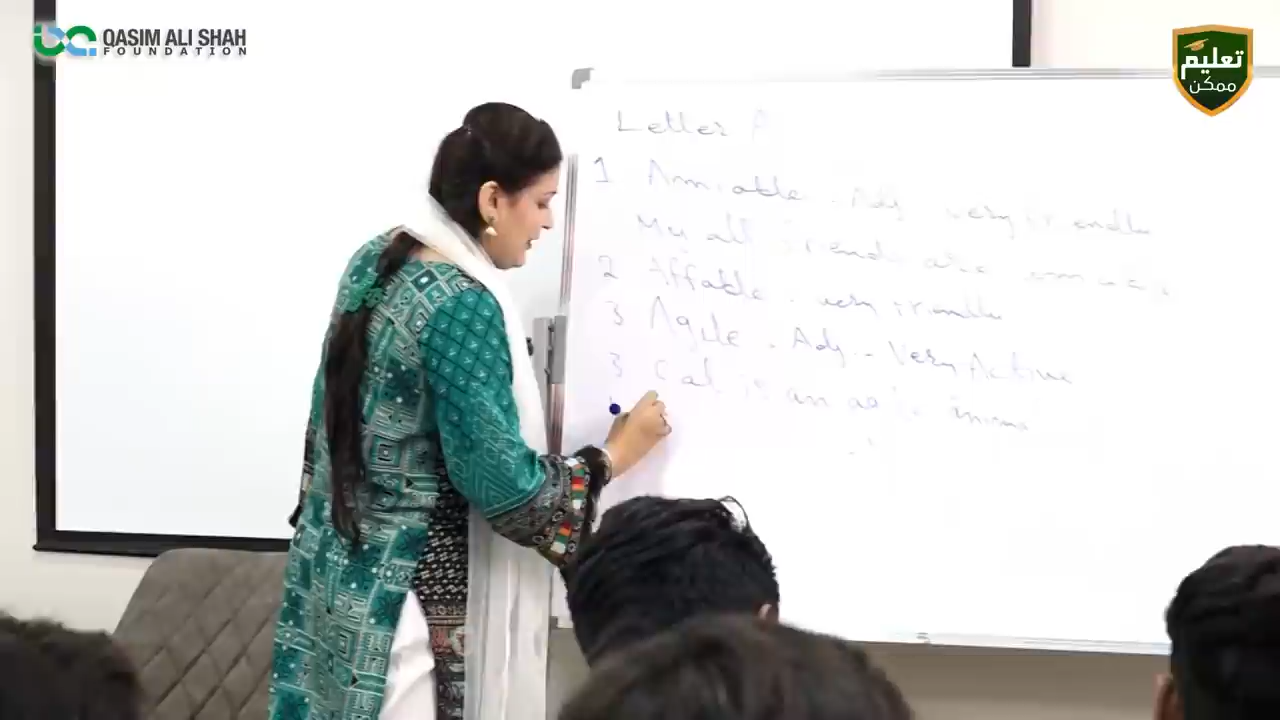 QASIM ALI SHAH
FOUNDATION
تعلیم
ممکن
Letter A
1 Amiable . Adj very friendly
My all friends are amiable
2 Affable . very friendly
3 Agile . Adj - Very Active
3 Cat is an agile